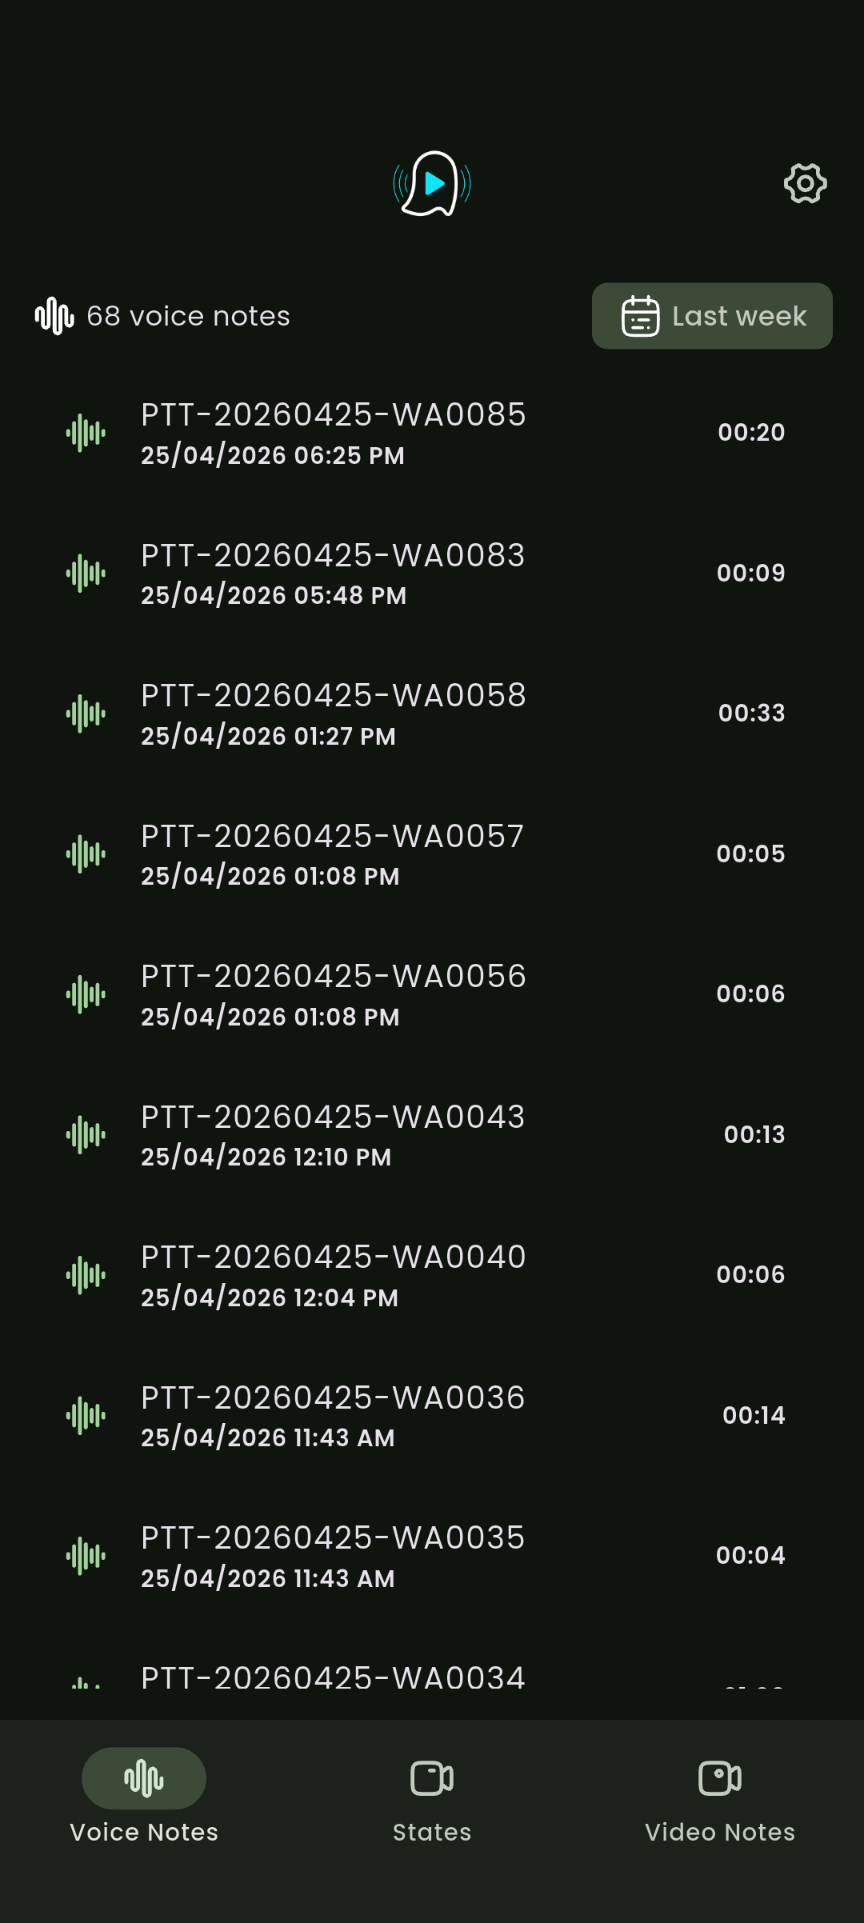 68 voice notes
Last week
PTT-20260425-WA0085
25/04/2026 06:25 PM
00:20
PTT-20260425-WA0083
25/04/2026 05:48 PM
00:09
PTT-20260425-WA0058
25/04/2026 01:27 PM
00:33
PTT-20260425-WA0057
25/04/2026 01:08 PM
00:05
PTT-20260425-WA0056
25/04/2026 01:08 PM
00:06
PTT-20260425-WA0043
25/04/2026 12:10 PM
00:13
PTT-20260425-WA0040
25/04/2026 12:04 PM
00:06
PTT-20260425-WA0036
25/04/2026 11:43 AM
00:14
PTT-20260425-WA0035
25/04/2026 11:43 AM
00:04
PTT-20260425-WA0034
Voice Notes
States
Video Notes